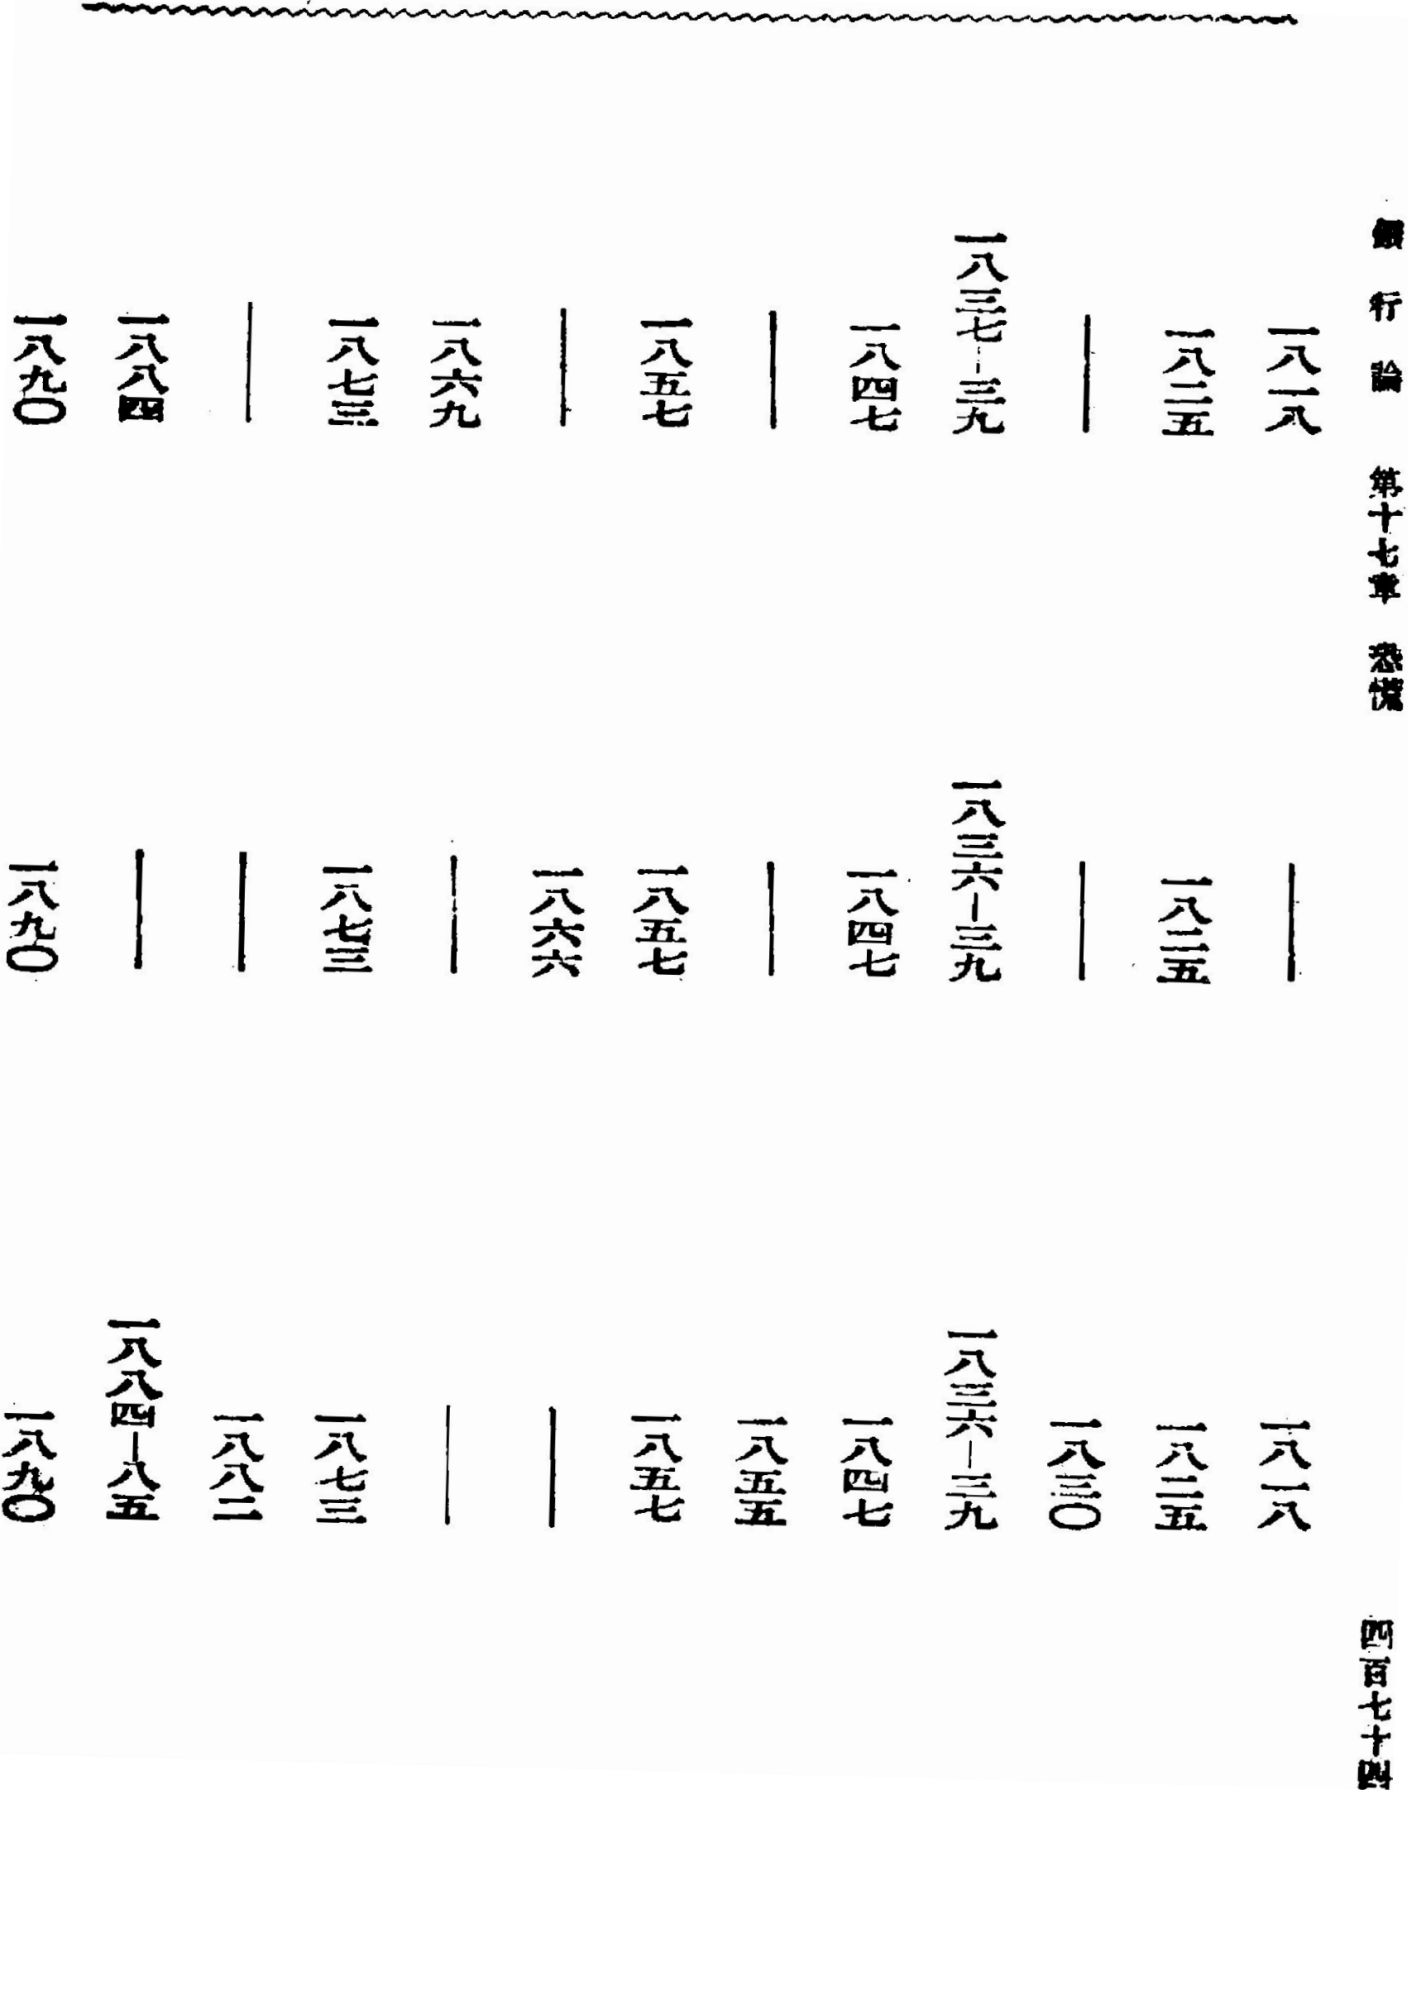 銀行論 第十七章 恐慌 四百七十四
一八一八 ― 一八一八
一八二五 一八二五 一八二五
― ― 一八三〇
一八三七―三九 一八三六―三九 一八三六―三九
一八四七 一八四七 一八四七
― ― 一八五五
一八五七 一八五七 一八五七
― 一八六六 ―
一八六九 ― ―
一八七三 一八七三 一八七三
― ― 一八八二
一八八四 ― 一八八四―八五
一八九〇 一八九〇 一八九〇